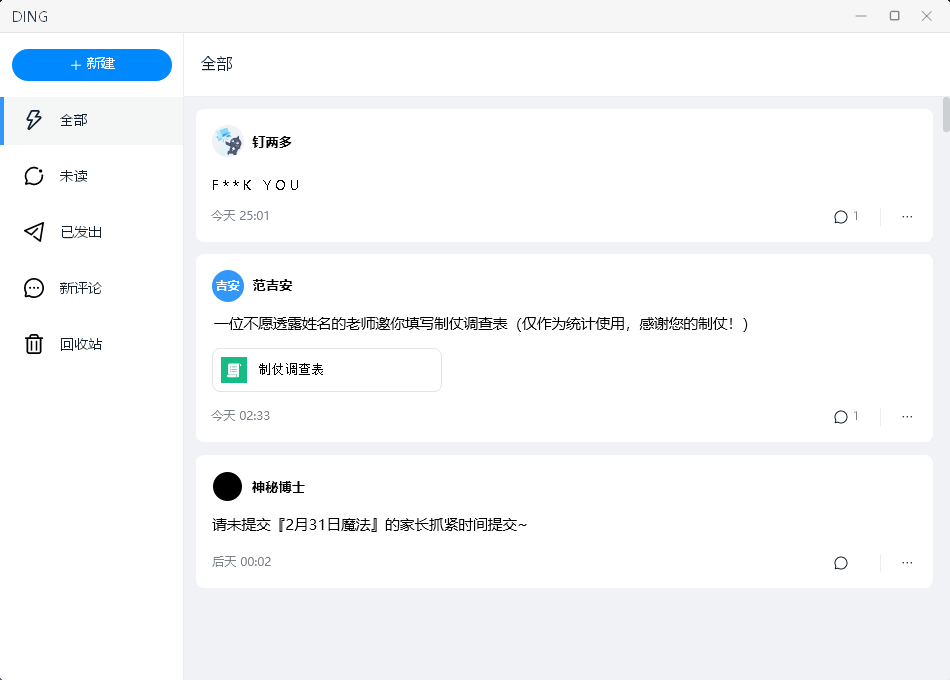 DING
+ 新建
全部
全部
未读
已发出
新评论
回收站
钉两多
F**K YOU
今天 25:01
1
...
吉安
范吉安
一位不愿透露姓名的老师邀你填写制仗调查表（仅作为统计使用，感谢您的制仗！）
制仗调查表
今天 02:33
1
...
神秘博士
请未提交『2月31日魔法』的家长抓紧时间提交~
后天 00:02
...